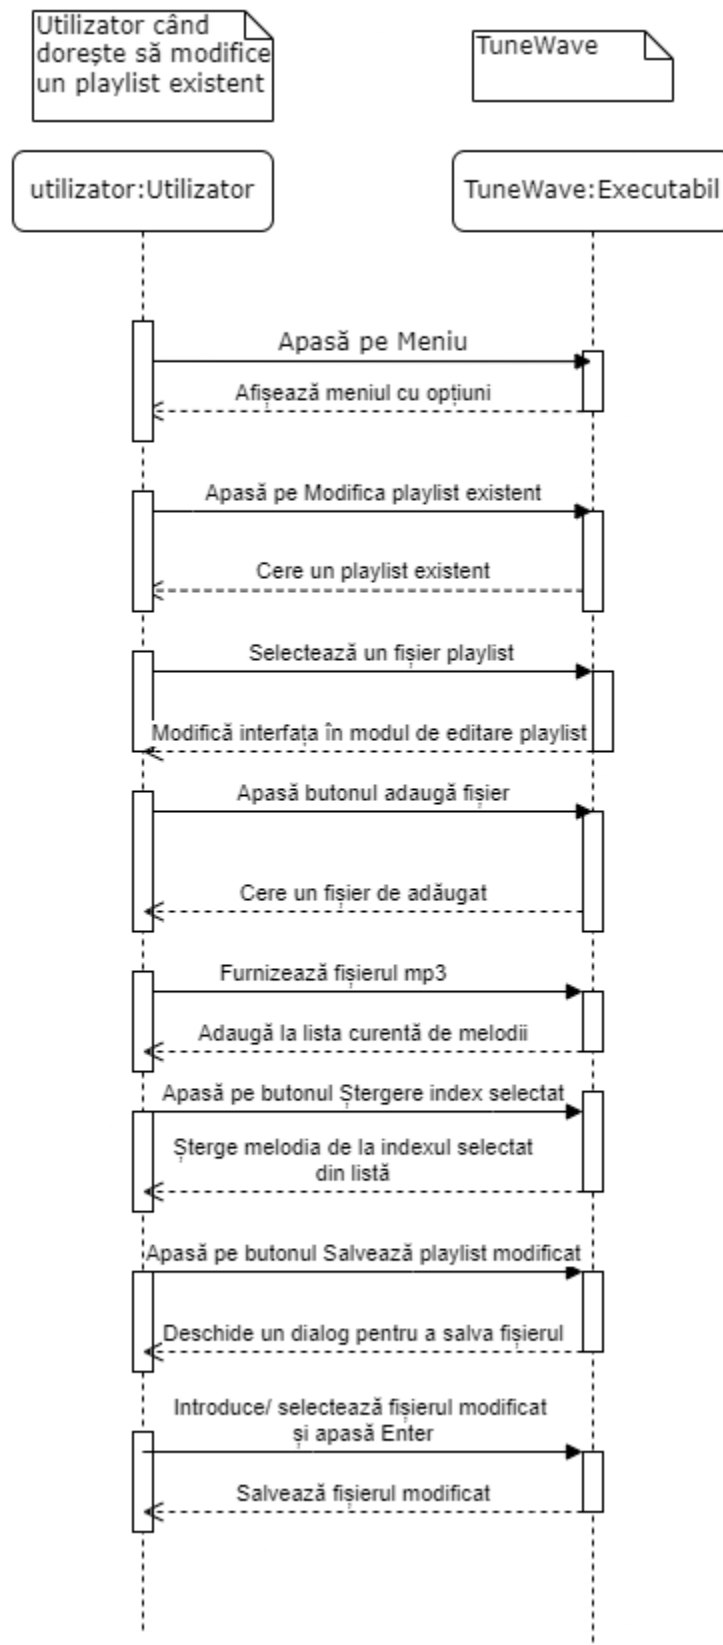 Utilizator când
dorește să modifice
un playlist existent
TuneWave
utilizator:Utilizator
TuneWave:Executabil
Apasă pe Meniu
Afișează meniul cu opțiuni
Apasă pe Modifica playlist existent
Cere un playlist existent
Selectează un fișier playlist
Modifică interfața în modul de editare playlist
Apasă butonul adaugă fișier
Cere un fișier de adăugat
Furnizează fișierul mp3
Adaugă la lista curentă de melodii
Apasă pe butonul Ștergere index selectat
Șterge melodia de la indexul selectat
din listă
Apasă pe butonul Salvează playlist modificat
Deschide un dialog pentru a salva fișierul
Introduce/ selectează fișierul modificat
și apasă Enter
Salvează fișierul modificat